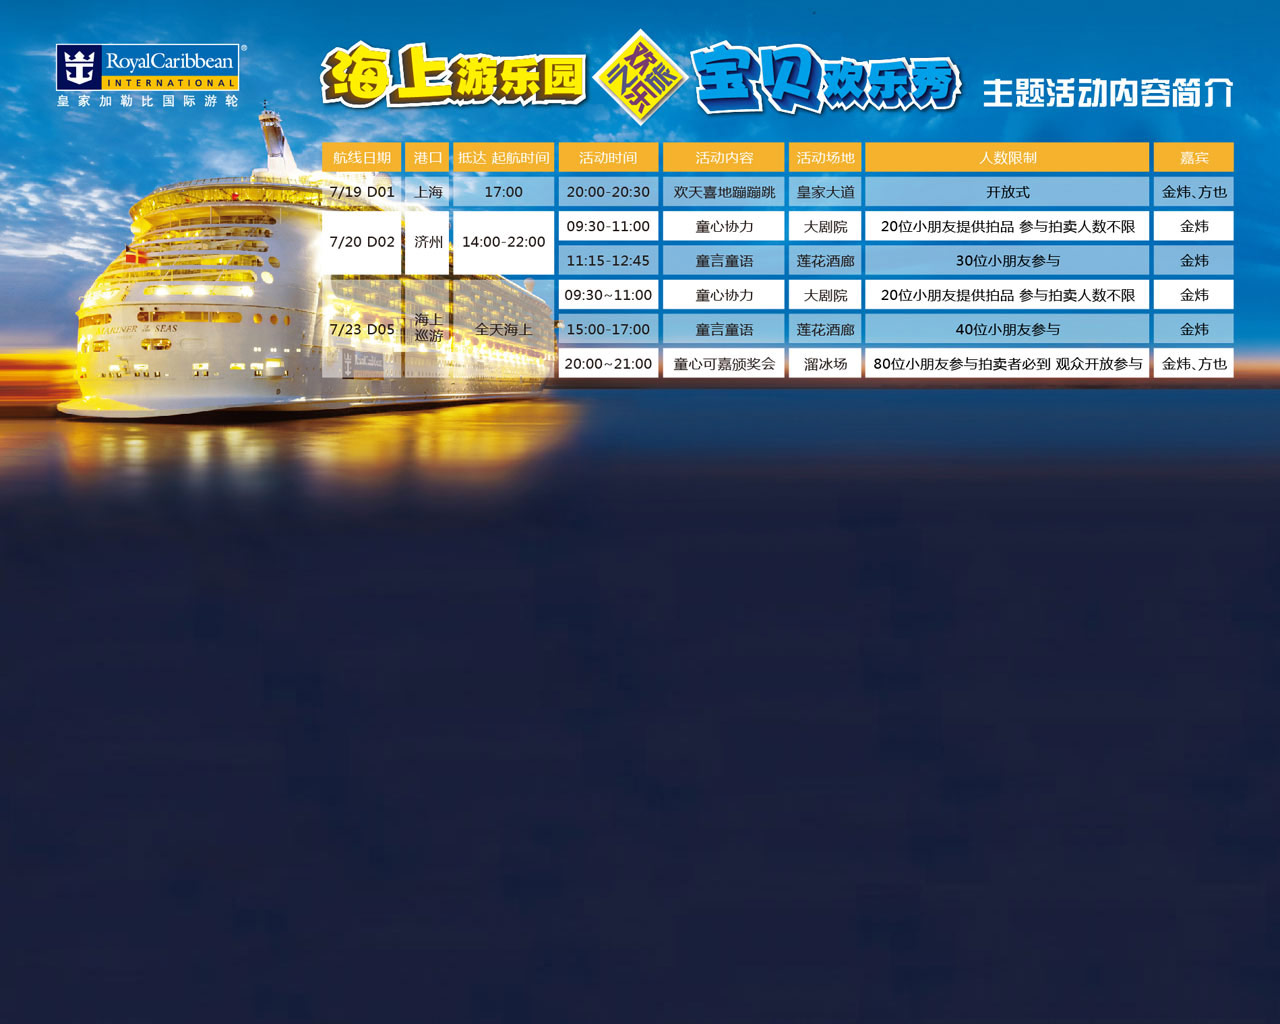 RoyalCaribbean®
INTERNATIONAL
皇家加勒比国际游轮
海上游乐园 欢乐之旅 宝贝欢乐秀 主题活动内容简介
航线日期 港口 抵达 起航时间 活动时间 活动内容 活动场地 人数限制 嘉宾
7/19 D01 上海 17:00 20:00-20:30 欢天喜地蹦蹦跳 皇家大道 开放式 金炜、方也
7/20 D02 济州 14:00-22:00 09:30-11:00 童心协力 大剧院 20位小朋友提供拍品 参与拍卖人数不限 金炜
11:15-12:45 童言童语 莲花酒廊 30位小朋友参与 金炜
09:30~11:00 童心协力 大剧院 20位小朋友提供拍品 参与拍卖人数不限 金炜
7/23 D05 海上巡游 全天海上 15:00-17:00 童言童语 莲花酒廊 40位小朋友参与 金炜
20:00~21:00 童心可嘉颁奖会 溜冰场 80位小朋友参与拍卖者必到 观众开放参与 金炜、方也
MARINER OF THE SEAS
RoyalCaribbean